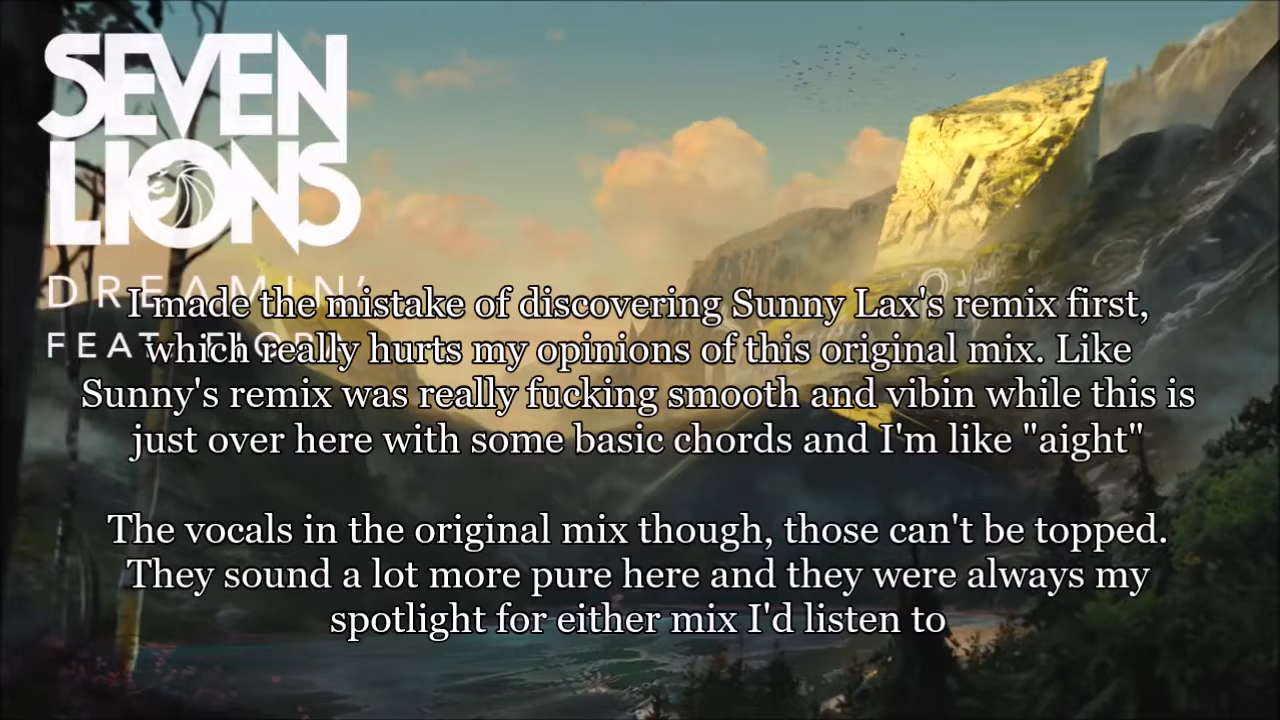 SEVEN
LIONS
DREAMIN'
FEAT.
I made the mistake of discovering Sunny Lax's remix first,
which really hurts my opinions of this original mix. Like
Sunny's remix was really fucking smooth and vibin while this is
just over here with some basic chords and I'm like "aight"
The vocals in the original mix though, those can't be topped.
They sound a lot more pure here and they were always my
spotlight for either mix I'd listen to